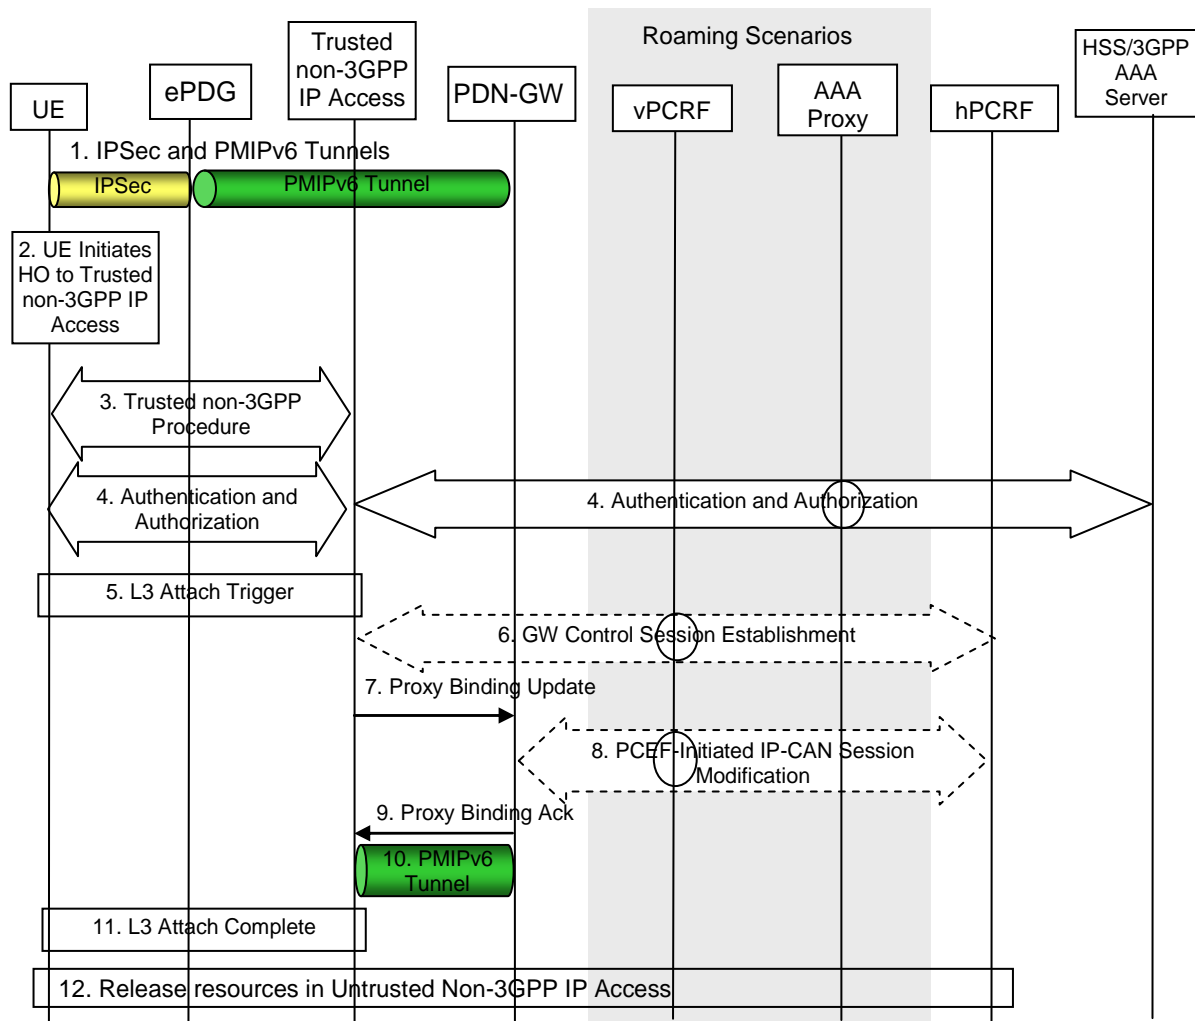 Roaming Scenarios
UE
ePDG
Trusted
non-3GPP
IP Access
PDN-GW
vPCRF
AAA
Proxy
hPCRF
HSS/3GPP
AAA
Server
1. IPSec and PMIPv6 Tunnels
IPSec
PMIPv6 Tunnel
2. UE Initiates
HO to Trusted
non-3GPP IP
Access
3. Trusted non-3GPP
Procedure
4. Authentication and
Authorization
4. Authentication and Authorization
5. L3 Attach Trigger
6. GW Control Session Establishment
7. Proxy Binding Update
8. PCEF-Initiated IP-CAN Session
Modification
9. Proxy Binding Ack
10. PMIPv6
Tunnel
11. L3 Attach Complete
12. Release resources in Untrusted Non-3GPP IP Access